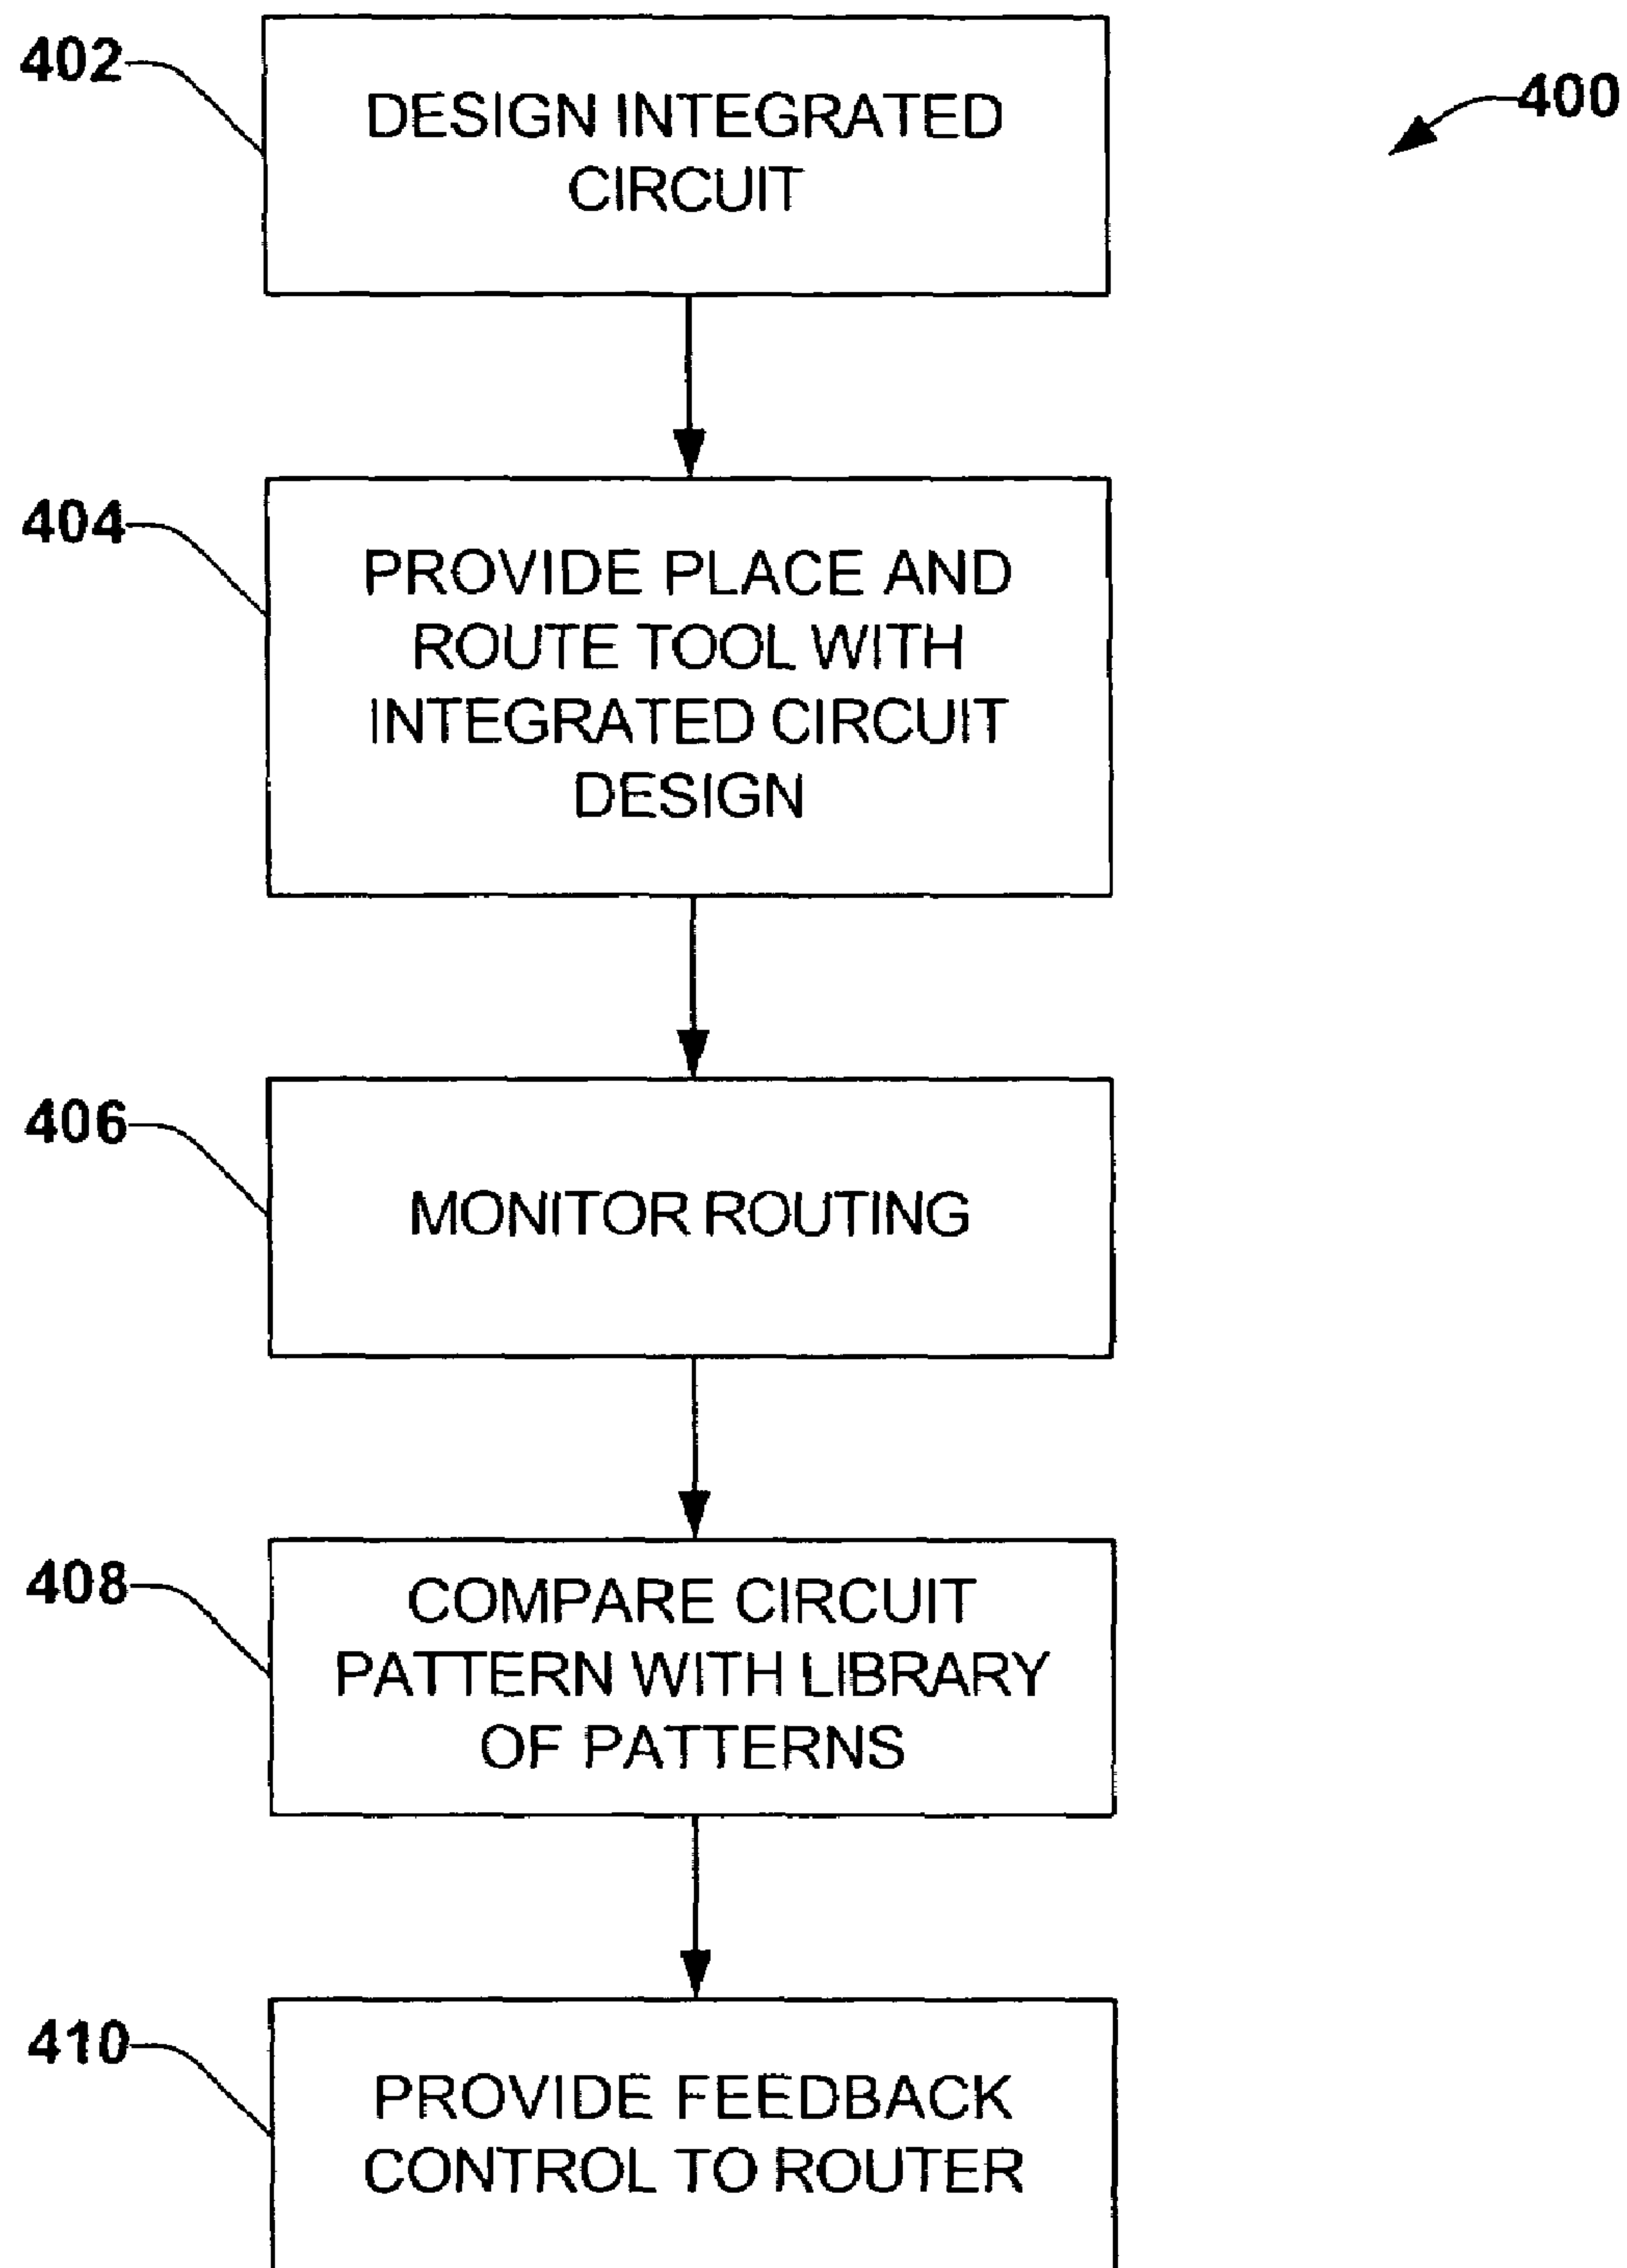 402
DESIGN INTEGRATED
CIRCUIT
400
404
PROVIDE PLACE AND
ROUTE TOOL WITH
INTEGRATED CIRCUIT
DESIGN
406
MONITOR ROUTING
408
COMPARE CIRCUIT
PATTERN WITH LIBRARY
OF PATTERNS
410
PROVIDE FEEDBACK
CONTROL TO ROUTER